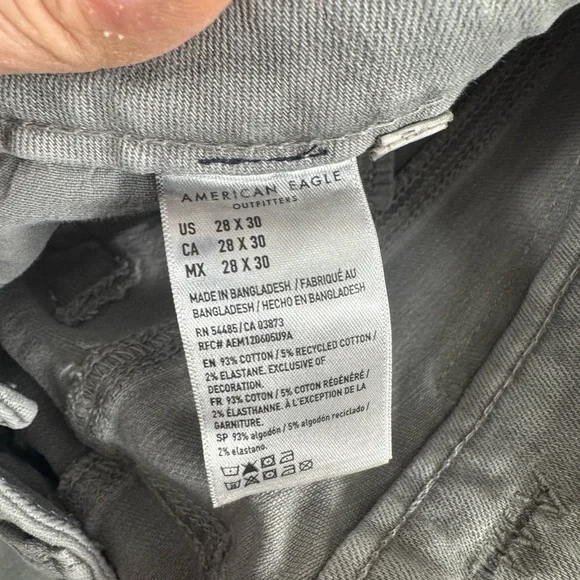 AMERICAN EAGLE
OUTFITTERS
US 28 X 30
CA 28 X 30
MX 28 X 30
MADE IN BANGLADESH / FABRIQUÉ AU
BANGLADESH / HECHO EN BANGLADESH
RN 54485 / CA 03873
RFC# AEM120605U9A
EN 93% COTTON / 5% RECYCLED COTTON /
2% ELASTANE. EXCLUSIVE OF
DECORATION.
FR 93% COTON / 5% COTON RÉGÉNÉRÉ /
2% ÉLASTHANNE. À L'EXCEPTION DE LA
GARNITURE.
SP 93% algodón / 5% algodón reciclado /
2% elastano.